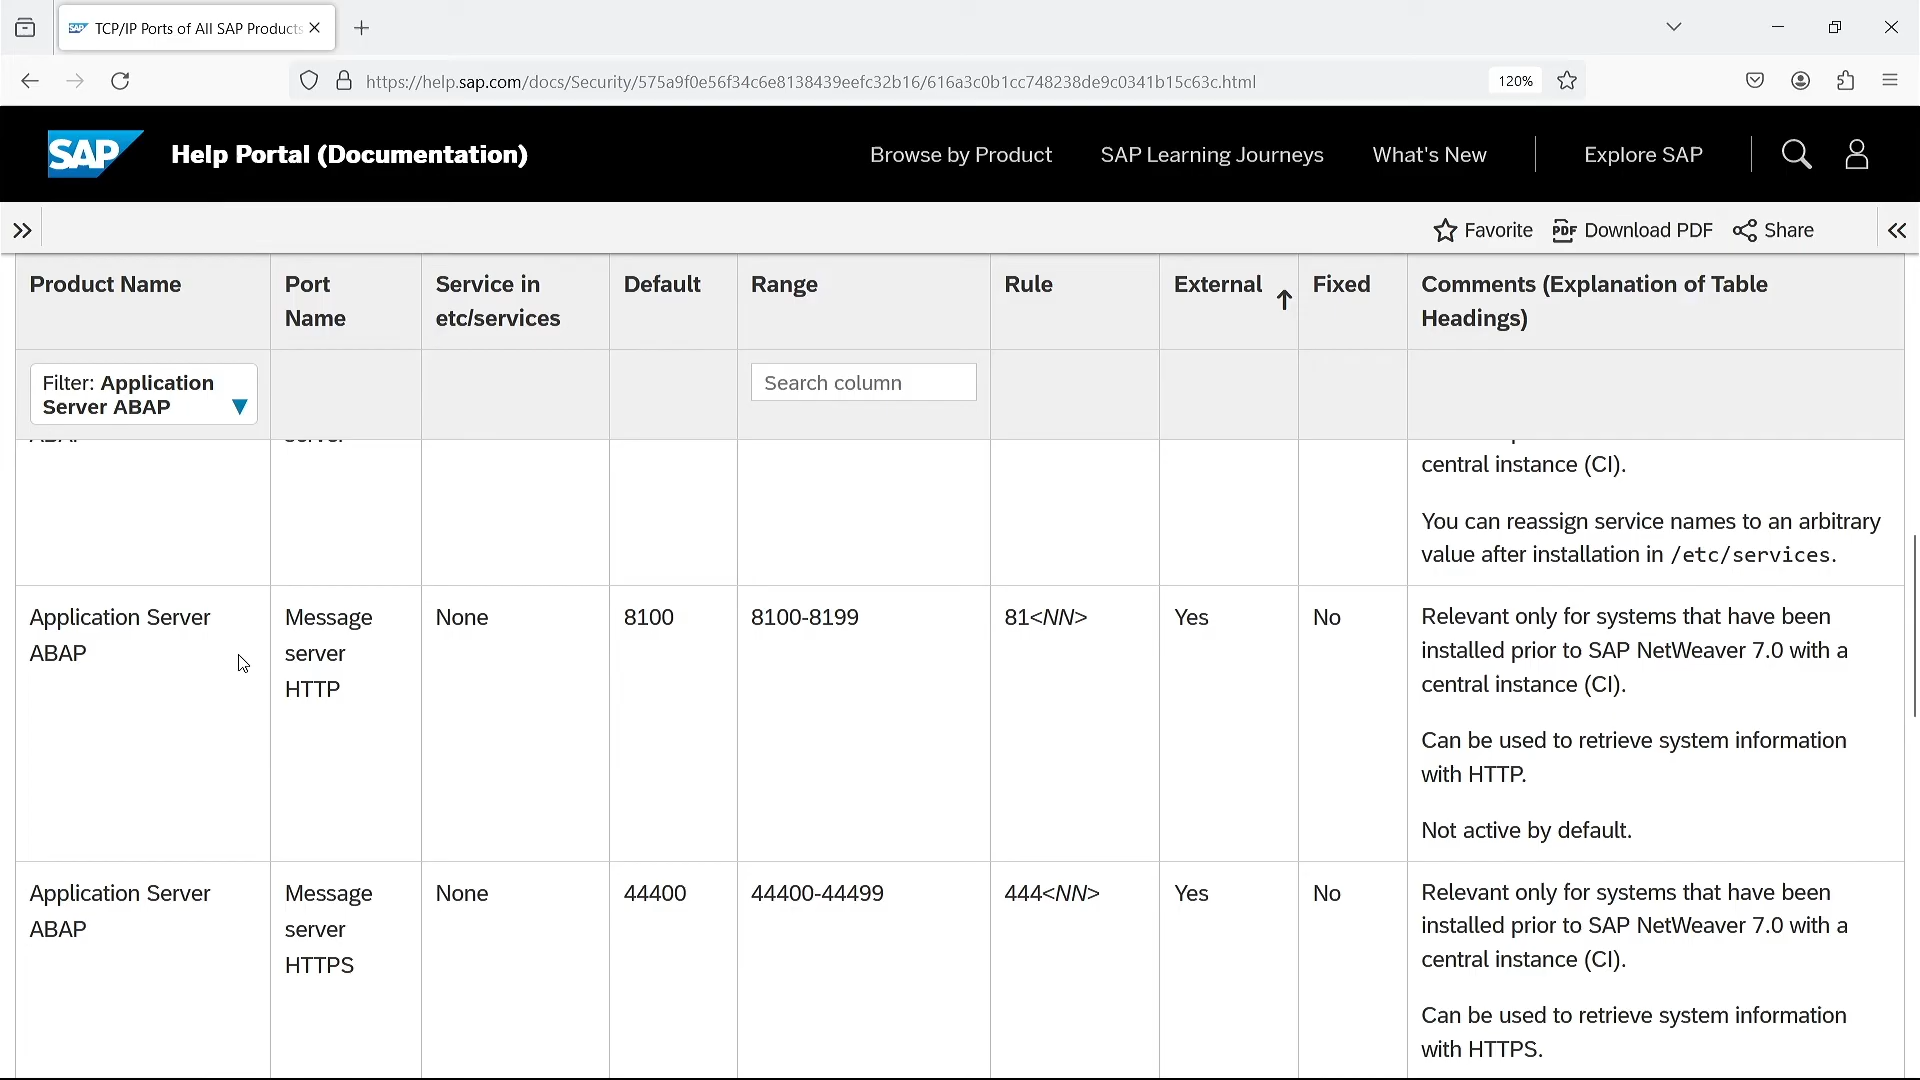 TCP/IP Ports of All SAP Products
https://help.sap.com/docs/Security/575a9f0e56f34c6e8138439eefc32b16/616a3c0b1cc748238de9c0341b15c63c.html
120%
SAP
Help Portal (Documentation)
Browse by Product
SAP Learning Journeys
What's New
Explore SAP
Favorite
PDF
Download PDF
Share
Product Name
Port
Name
Service in
etc/services
Default
Range
Rule
External
Fixed
Comments (Explanation of Table
Headings)
Filter: Application
Server ABAP
Search column
central instance (CI).
You can reassign service names to an arbitrary
value after installation in /etc/services.
Application Server
ABAP
Message
server
HTTP
None
8100
8100-8199
81<NN>
Yes
No
Relevant only for systems that have been
installed prior to SAP NetWeaver 7.0 with a
central instance (CI).
Can be used to retrieve system information
with HTTP.
Not active by default.
Application Server
ABAP
Message
server
HTTPS
None
44400
44400-44499
444<NN>
Yes
No
Relevant only for systems that have been
installed prior to SAP NetWeaver 7.0 with a
central instance (CI).
Can be used to retrieve system information
with HTTPS.